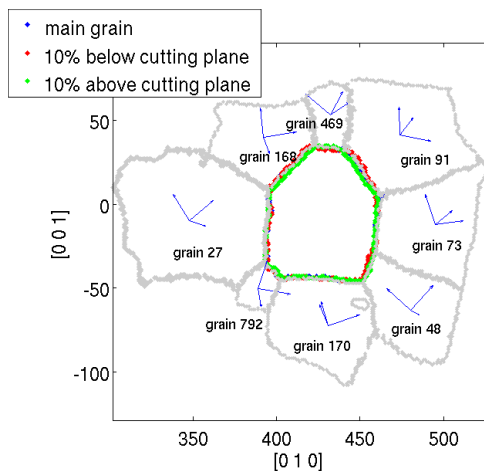 main grain
10% below cutting plane
10% above cutting plane
50
0
-50
-100
[0 0 1]
grain 469
grain 168
grain 91
grain 27
grain 73
grain 792
grain 170
grain 48
350
400
450
500
[0 1 0]